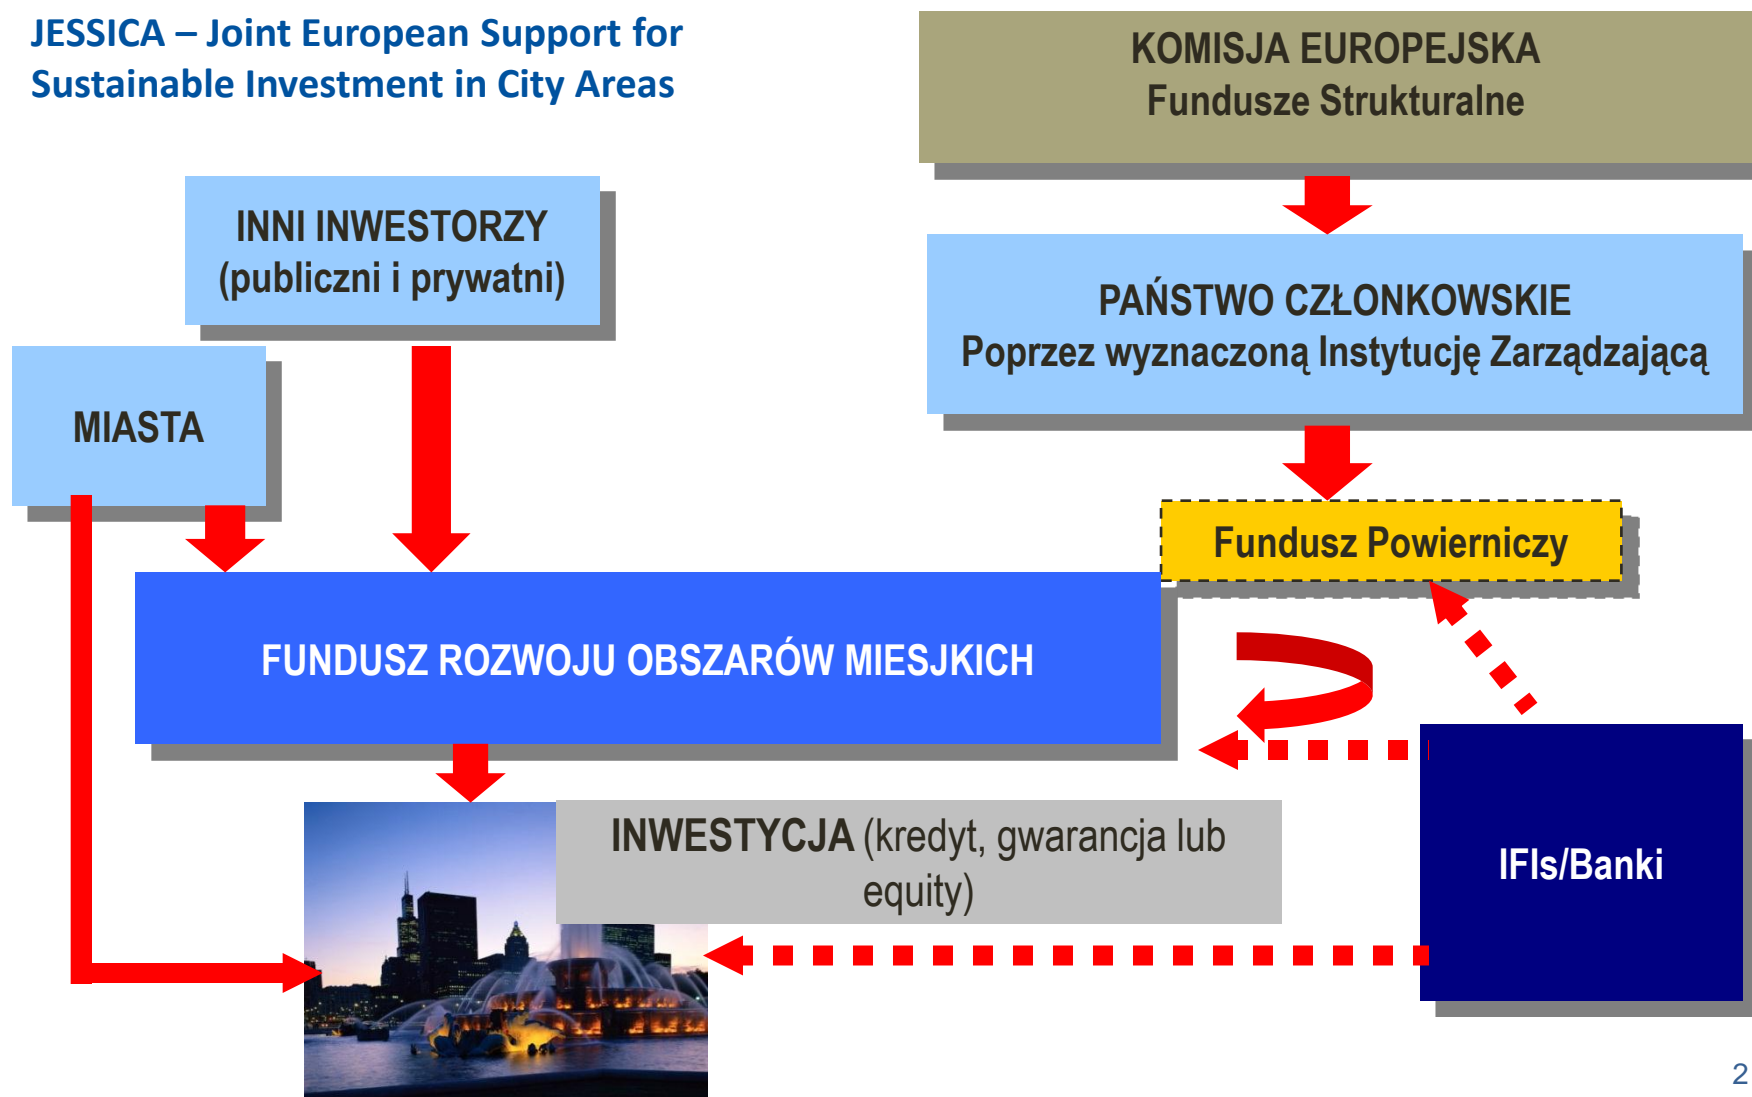 JESSICA – Joint European Support for
Sustainable Investment in City Areas
KOMISJA EUROPEJSKA
Fundusze Strukturalne
INNI INWESTORZY
(publiczni i prywatni)
PAŃSTWO CZŁONKOWSKIE
Poprzez wyznaczoną Instytucję Zarządzającą
MIASTA
Fundusz Powierniczy
FUNDUSZ ROZWOJU OBSZARÓW MIESJKICH
INWESTYCJA (kredyt, gwarancja lub
equity)
IFIs/Banki
2